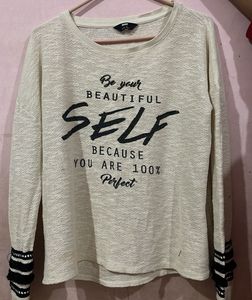 Be your
BEAUTIFUL
SELF
BECAUSE
YOU ARE 100%
Perfect